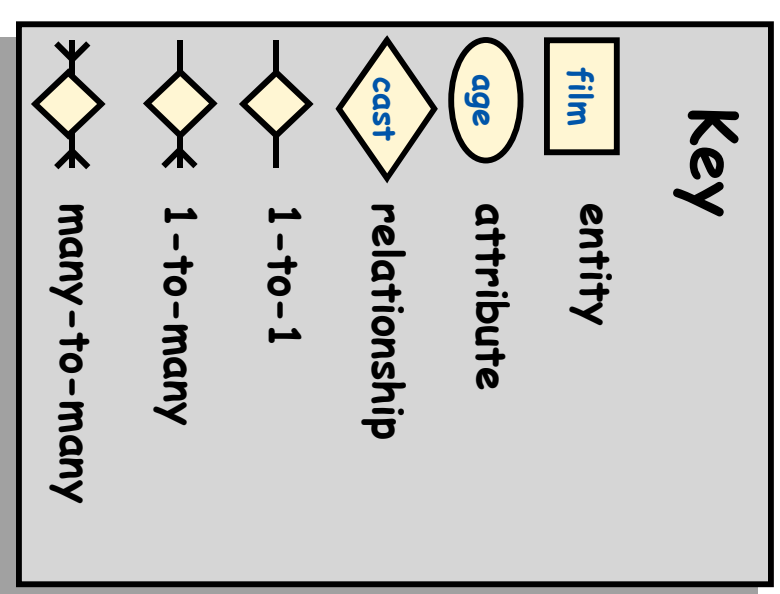 Key
film entity
age attribute
cast relationship
1-to-1
1-to-many
many-to-many